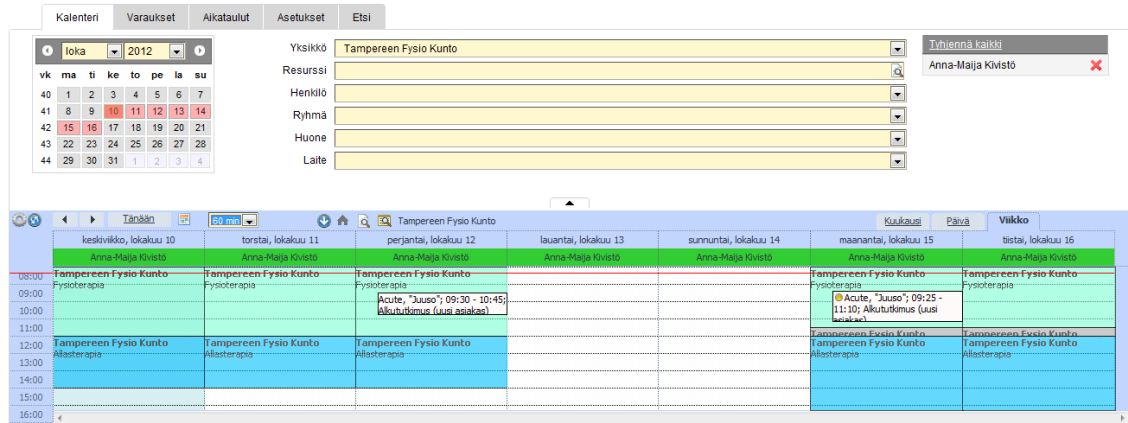 Kalenteri Varaukset Aikataulut Asetukset Etsi
loka 2012
vk ma ti ke to pe la su
40 1 2 3 4 5 6 7
41 8 9 10 11 12 13 14
42 15 16 17 18 19 20 21
43 22 23 24 25 26 27 28
44 29 30 31 1 2 3 4
Yksikkö Tampereen Fysio Kunto
Resurssi
Henkilö
Ryhmä
Huone
Laite
Tyhjennä kaikki
Anna-Maija Kivistö
Tänään 60 min Tampereen Fysio Kunto Kuukausi Päivä Viikko
keskiviikko, lokakuu 10 torstai, lokakuu 11 perjantai, lokakuu 12 lauantai, lokakuu 13 sunnuntai, lokakuu 14 maanantai, lokakuu 15 tiistai, lokakuu 16
Anna-Maija Kivistö Anna-Maija Kivistö Anna-Maija Kivistö Anna-Maija Kivistö Anna-Maija Kivistö Anna-Maija Kivistö Anna-Maija Kivistö
08:00 Tampereen Fysio Kunto Tampereen Fysio Kunto Tampereen Fysio Kunto Tampereen Fysio Kunto Tampereen Fysio Kunto
Fysioterapia Fysioterapia Fysioterapia Fysioterapia Fysioterapia
09:00 Acute, "Juuso"; 09:30 - 10:45; Acute, "Juuso"; 09:25 -
10:00 Alkututkimus (uusi asiakas) 11:10; Alkututkimus (uusi
asiakas)
11:00 Tampereen Fysio Kunto Tampereen Fysio Kunto
12:00 Tampereen Fysio Kunto Tampereen Fysio Kunto Tampereen Fysio Kunto Tampereen Fysio Kunto Tampereen Fysio Kunto
Allasterapia Allasterapia Allasterapia Allasterapia Allasterapia
13:00
14:00
15:00
16:00